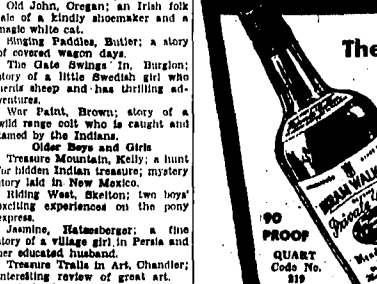 Old John, Oregan; an Irish folk
tale of a kindly shoemaker and a
magic white cat.
Singing Paddles, Butler; a story
of covered wagon days.
The Gate Swings In, Burglon;
story of a little Swedish girl who
herds sheep and has thrilling ad-
ventures.
War Paint, Brown; story of a
wild range colt who is caught and
tamed by the Indians.
Older Boys and Girls
Treasure Mountain, Kelly; a hunt
for hidden Indian treasure; mystery
story laid in New Mexico.
Riding West, Skelton; two boys'
exciting experiences on the pony
express.
Jasmine, Ratzesberger; a fine
story of a village girl in Persia and
her educated husband.
Treasure Trails in Art, Chandler;
interesting review of great art.
The
90
PROOF
QUART
Code No.
219